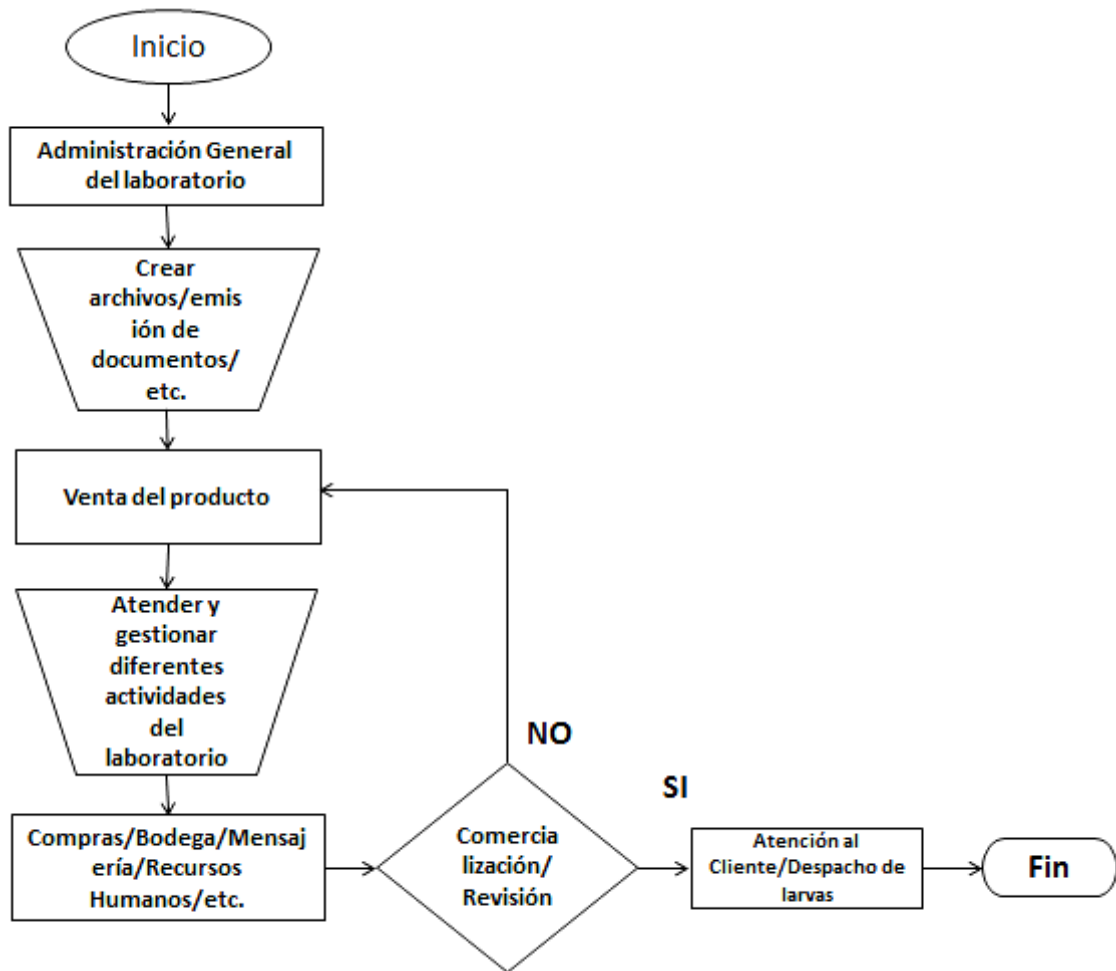 Inicio
Administración General
del laboratorio
Crear
archivos/emis
ión de
documentos/
etc.
Venta del producto
Atender y
gestionar
diferentes
actividades
del
laboratorio
NO
SI
Compras/Bodega/Mensaj
ería/Recursos
Humanos/etc.
Comercia
lización/
Revisión
Atención al
Cliente/Despacho de
larvas
Fin